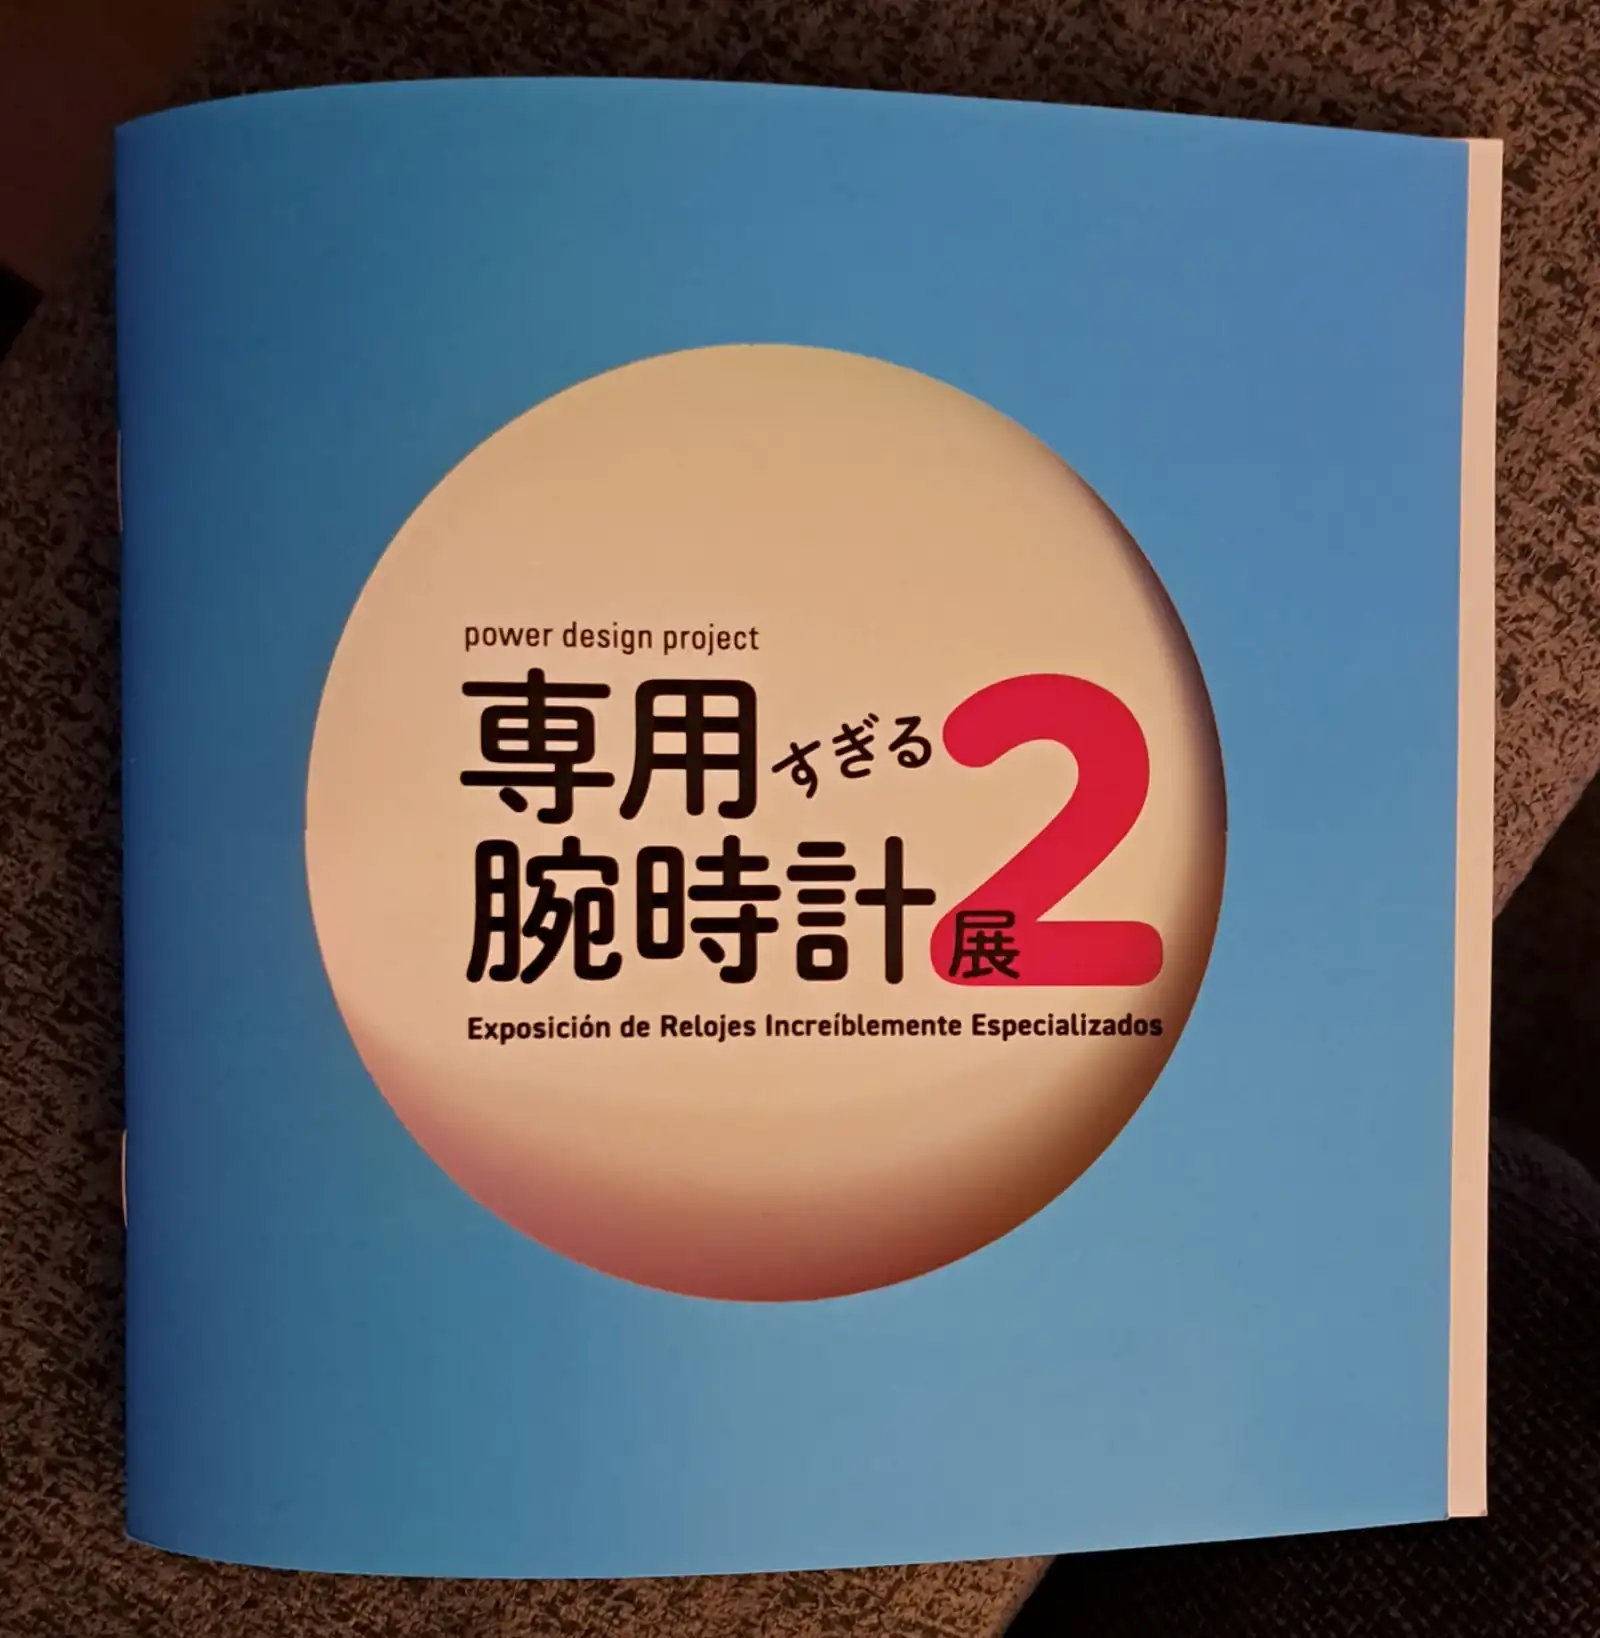 power design project
専用すぎる2
腕時計展
Exposición de Relojes Increíblemente Especializados